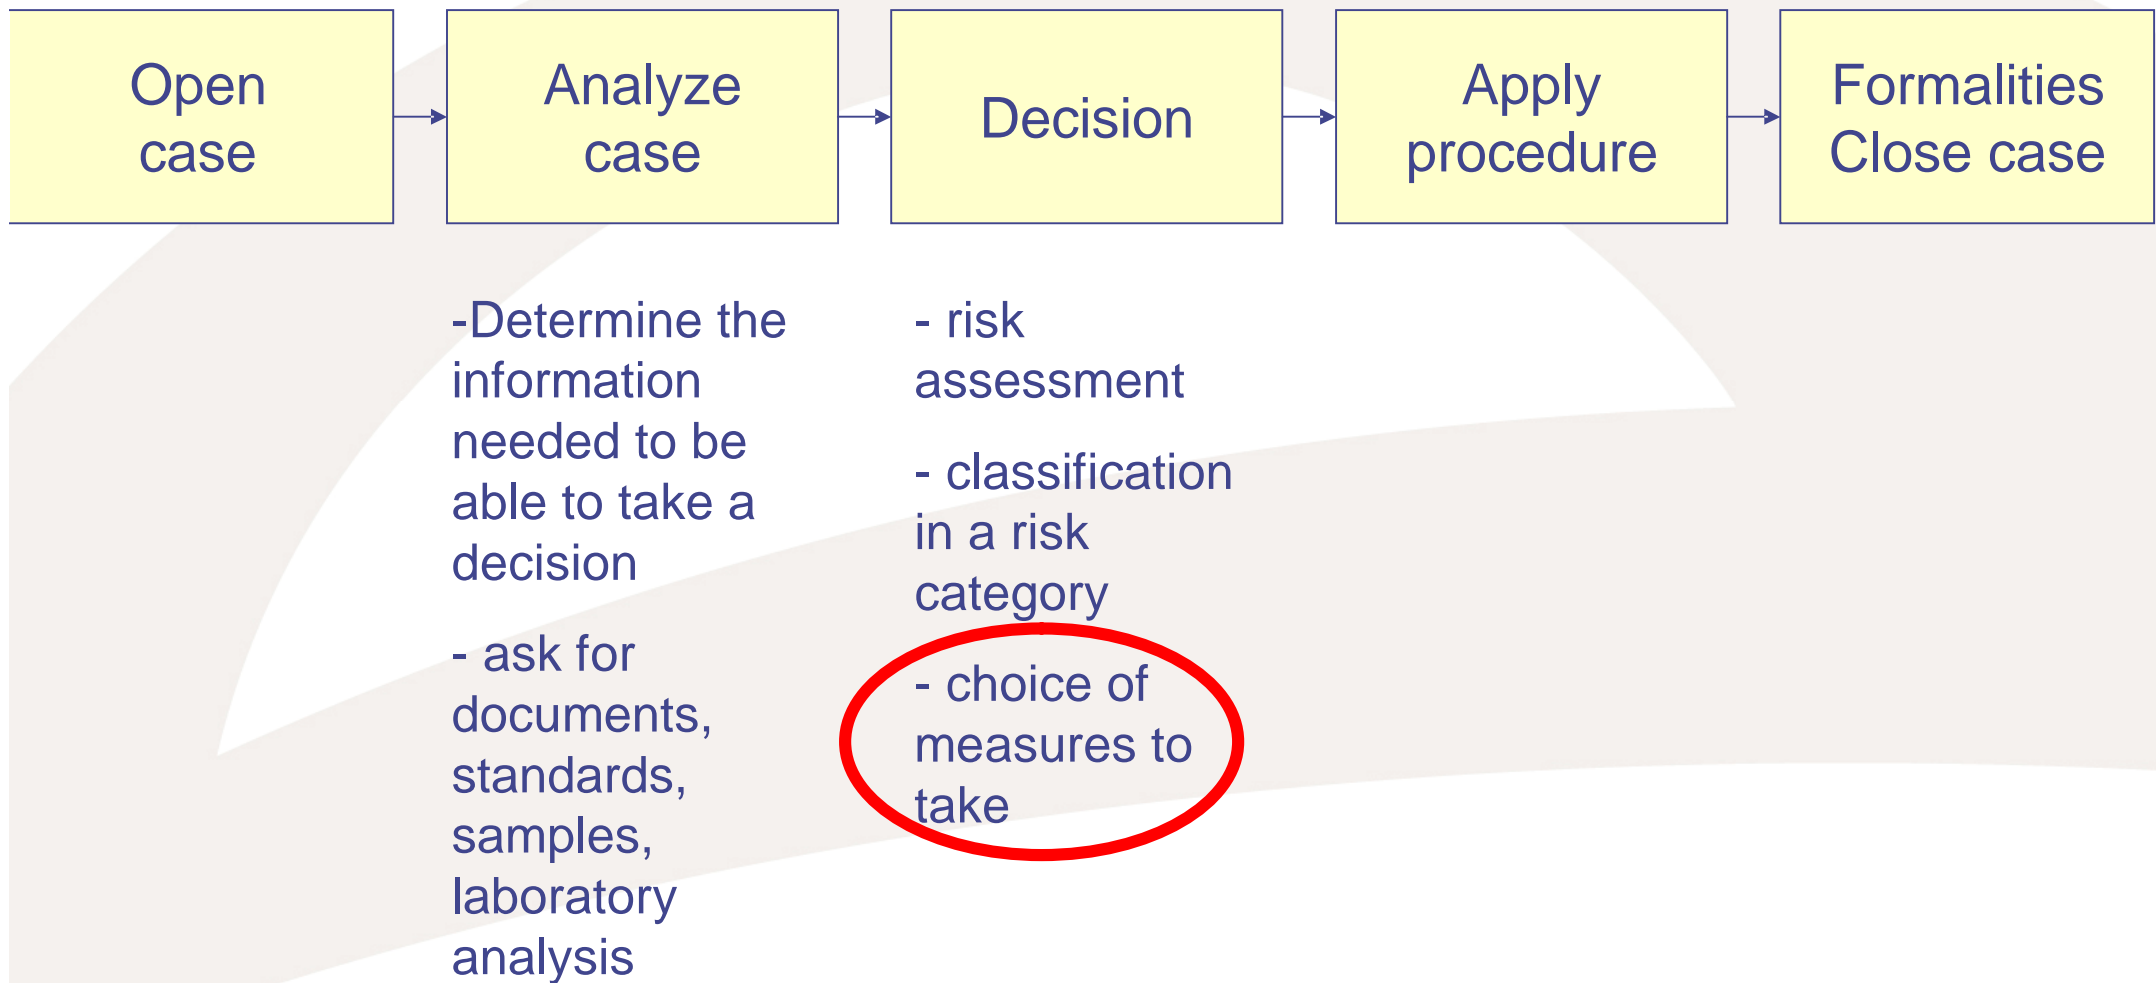 Open
case
Analyze
case
Decision
Apply
procedure
Formalities
Close case
-Determine the
information
needed to be
able to take a
decision
- ask for
documents,
standards,
samples,
laboratory
analysis
- risk
assessment
- classification
in a risk
category
- choice of
measures to
take